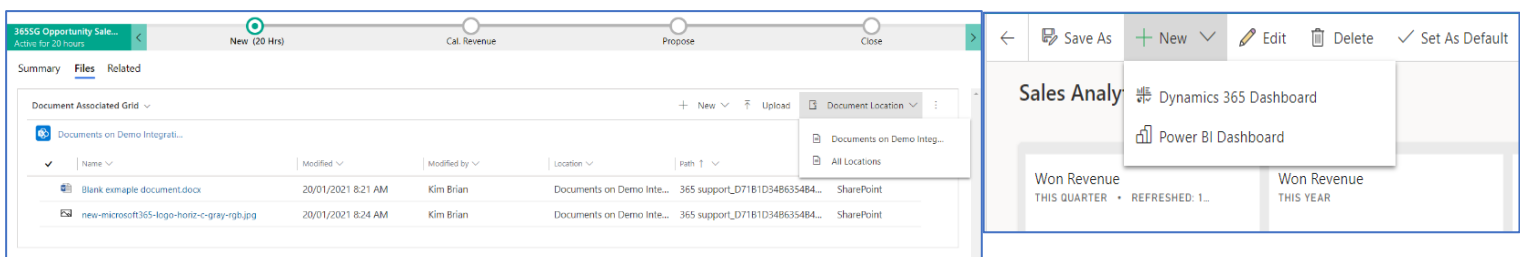 365SG Opportunity Sale...
Active for 20 hours
New (20 Hrs)
Cal. Revenue
Propose
Close
Summary Files Related
Document Associated Grid
New Upload Document Location
Documents on Demo Integrati...
Documents on Demo Integ...
All Locations
Name Modified Modified by Location Path
Blank exmaple document.docx 20/01/2021 8:21 AM Kim Brian Documents on Demo Inte... 365 support_D71B1D34B6354B4... SharePoint
new-microsoft365-logo-horiz-c-gray-rgb.jpg 20/01/2021 8:24 AM Kim Brian Documents on Demo Inte... 365 support_D71B1D34B6354B4... SharePoint
Save As New Edit Delete Set As Default
Sales Analy
Dynamics 365 Dashboard
Power BI Dashboard
Won Revenue
THIS QUARTER • REFRESHED: 1...
Won Revenue
THIS YEAR